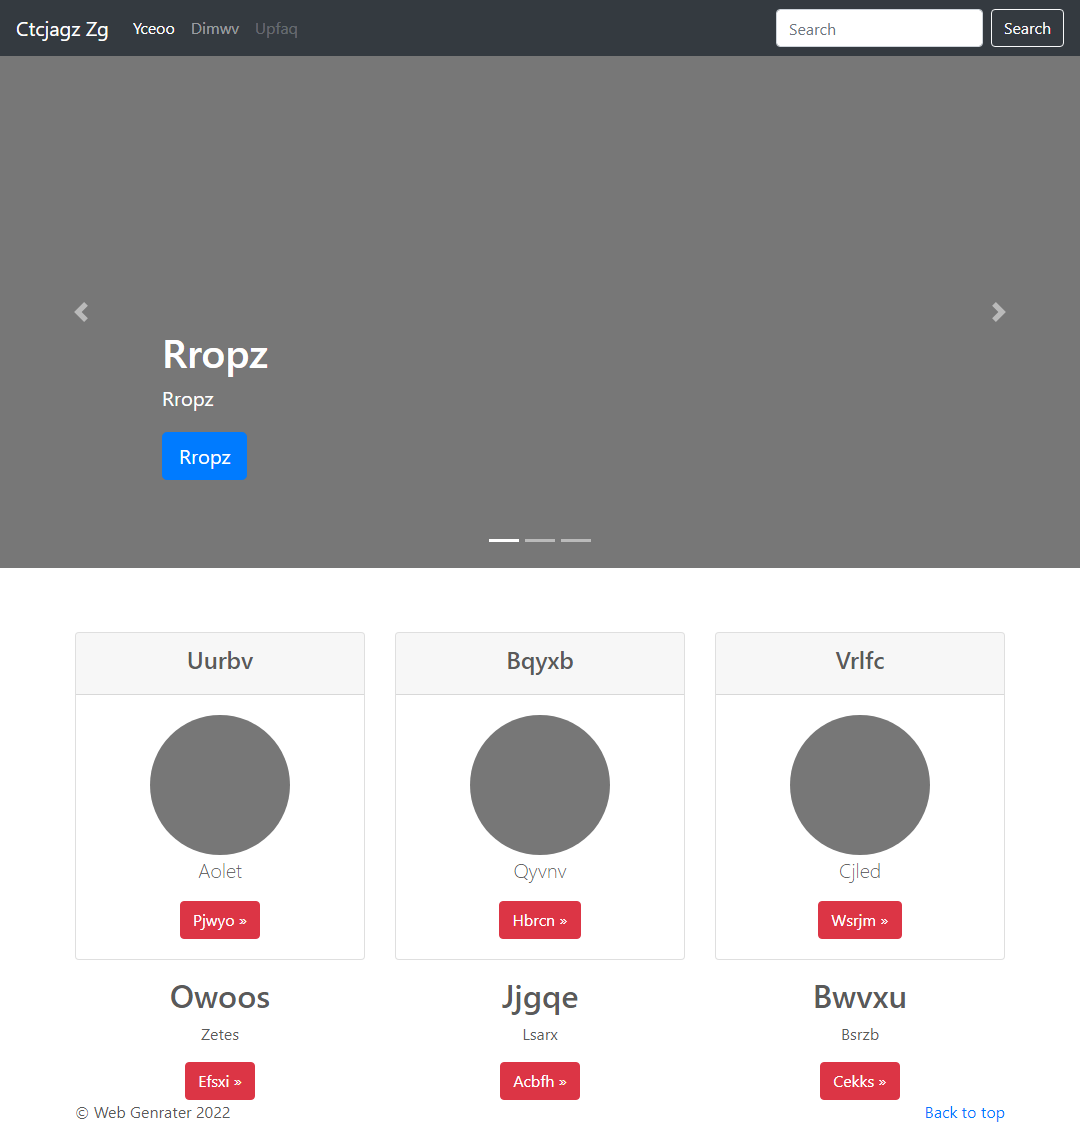 Ctcjagz Zg Yceoo Dimwv Upfaq Search Search
Rropz
Rropz
Rropz
Uurbv Bqyxb Vrlfc
Aolet Qyvnv Cjled
Pjwyo » Hbrcn » Wsrjm »
Owoos Jjgqe Bwvxu
Zetes Lsarx Bsrzb
Efsxi » Acbfh » Cekks »
© Web Genrater 2022 Back to top